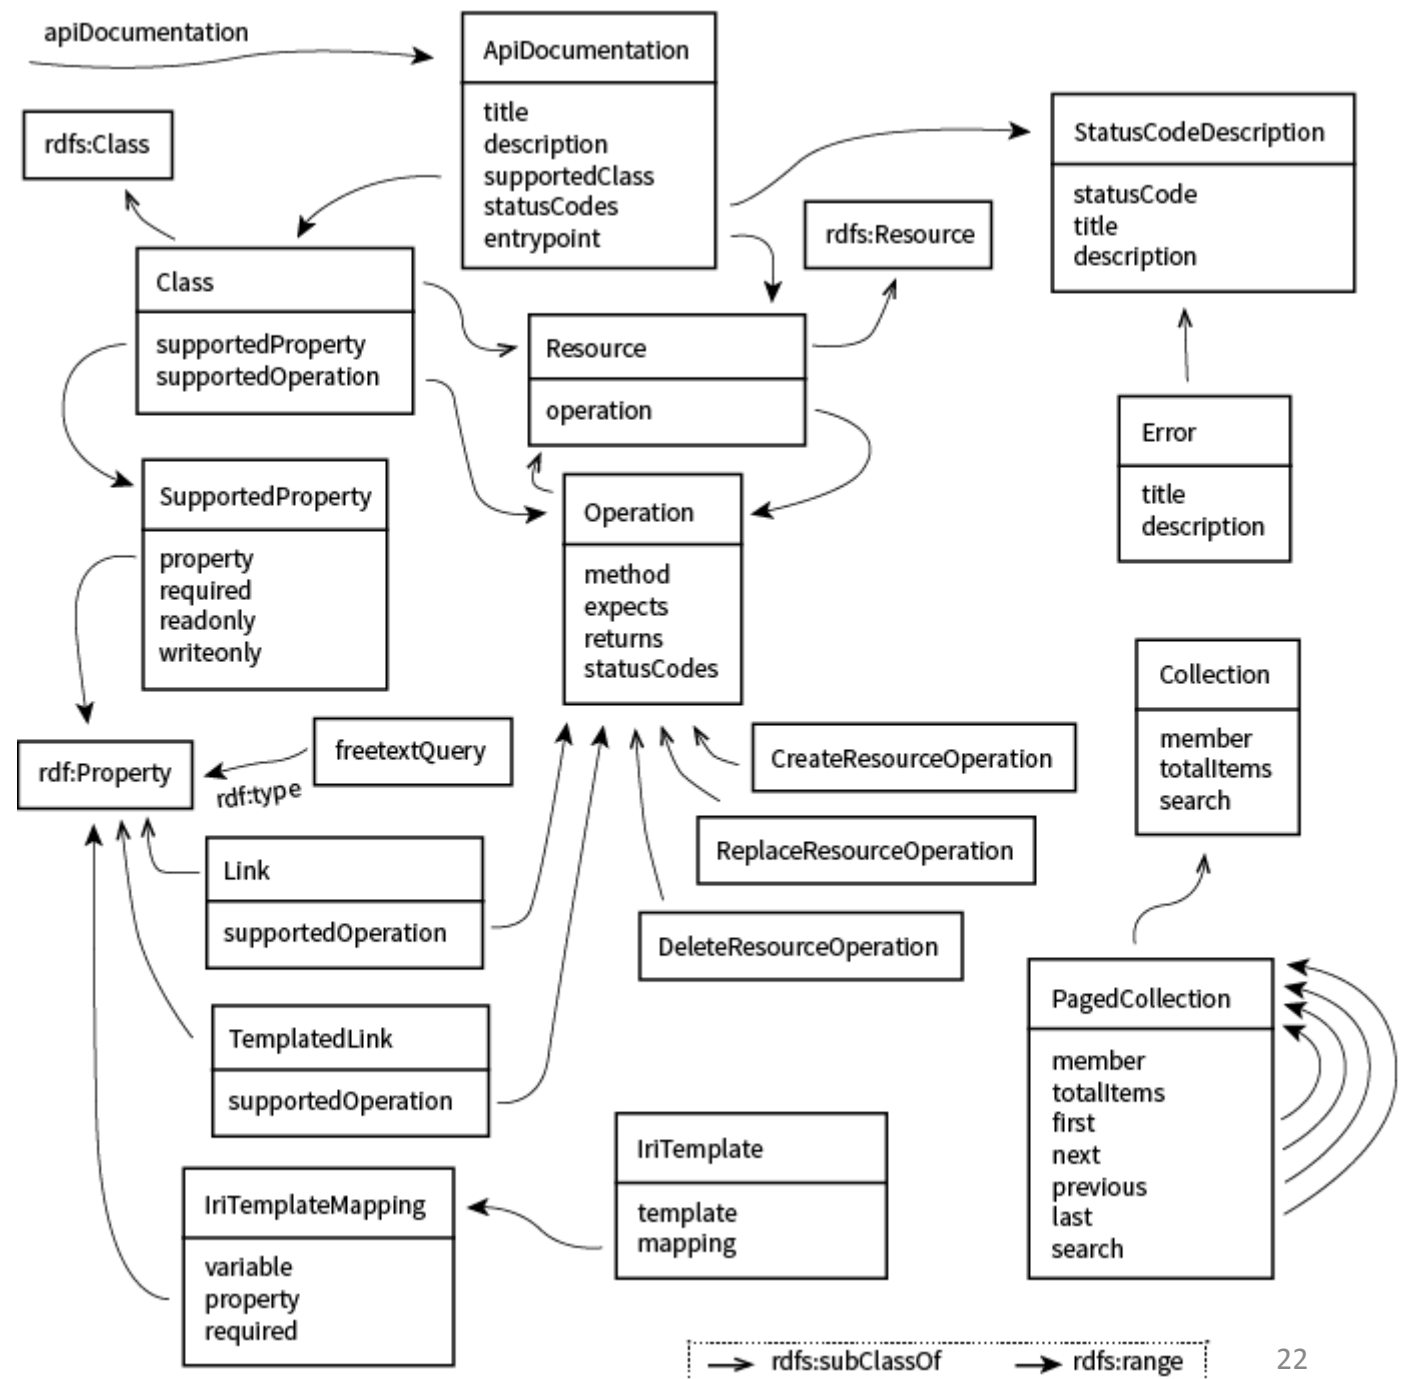 apiDocumentation
ApiDocumentation
title
description
supportedClass
statusCodes
entrypoint
rdfs:Class
StatusCodeDescription
statusCode
title
description
rdfs:Resource
Class
supportedProperty
supportedOperation
Resource
operation
Error
title
description
SupportedProperty
property
required
readonly
writeonly
Operation
method
expects
returns
statusCodes
Collection
member
totalItems
search
rdf:Property
rdf:type
freetextQuery
CreateResourceOperation
ReplaceResourceOperation
DeleteResourceOperation
Link
supportedOperation
TemplatedLink
supportedOperation
PagedCollection
member
totalItems
first
next
previous
last
search
IriTemplate
template
mapping
IriTemplateMapping
variable
property
required
rdfs:subClassOf
rdfs:range
22